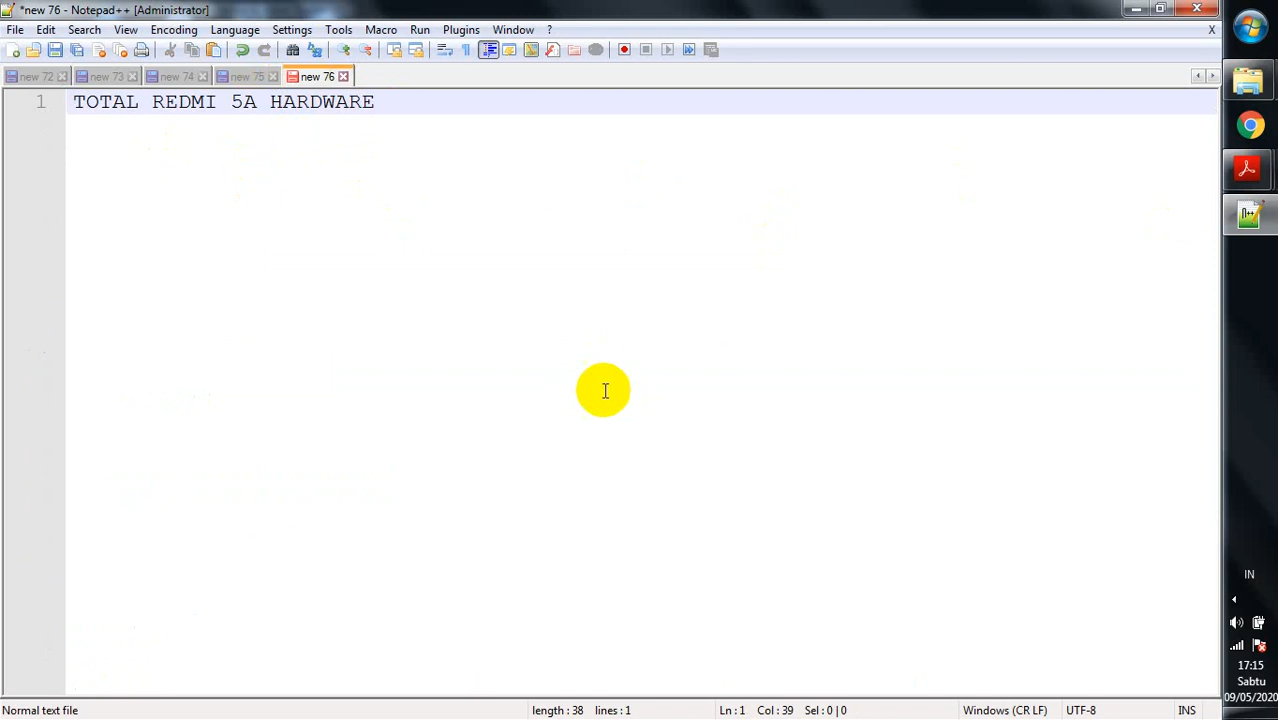 *new 76 - Notepad++ [Administrator]
File Edit Search View Encoding Language Settings Tools Macro Run Plugins Window ? X
new 72 new 73 new 74 new 75 new 76
1 TOTAL REDMI 5A HARDWARE
IN
17:15
Sabtu
09/05/2020
Normal text file length : 38 lines : 1 Ln : 1 Col : 39 Sel : 0 | 0 Windows (CR LF) UTF-8 INS